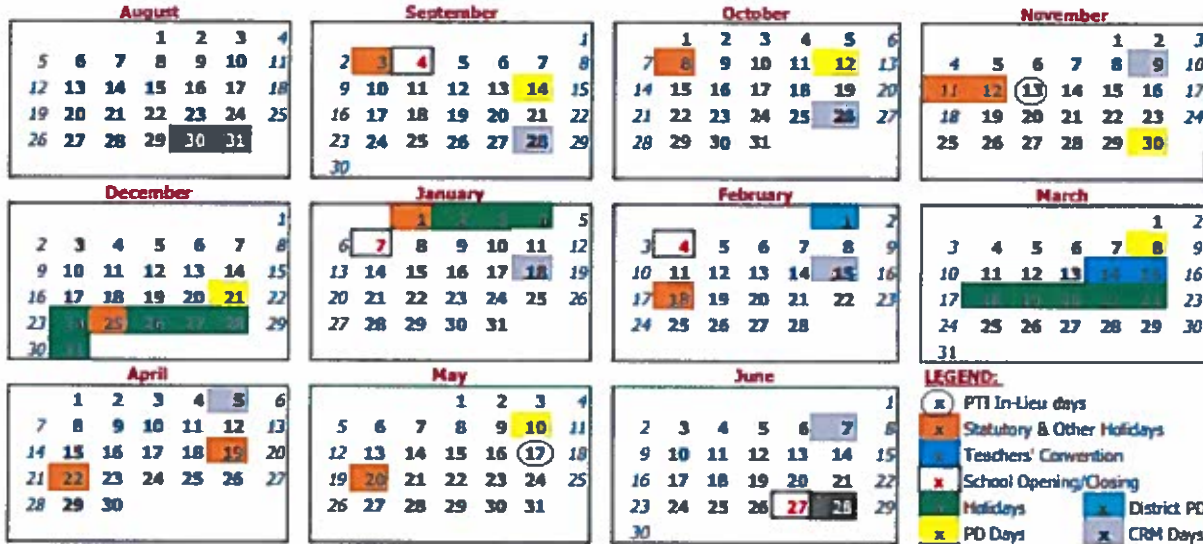 August
1 2 3 4
5 6 7 8 9 10 11
12 13 14 15 16 17 18
19 20 21 22 23 24 25
26 27 28 29 30 31
September
1
2 3 4 5 6 7 8
9 10 11 12 13 14 15
16 17 18 19 20 21 22
23 24 25 26 27 28 29
30
October
1 2 3 4 5 6
7 8 9 10 11 12 13
14 15 16 17 18 19 20
21 22 23 24 25 26 27
28 29 30 31
November
1 2 3
4 5 6 7 8 9 10
11 12 13 14 15 16 17
18 19 20 21 22 23 24
25 26 27 28 29 30
December
1
2 3 4 5 6 7 8
9 10 11 12 13 14 15
16 17 18 19 20 21 22
23 24 25 26 27 28 29
30 31
January
1 4 5
6 7 8 9 10 11 12
13 14 15 16 17 18 19
20 21 22 23 24 25 26
27 28 29 30 31
February
1 2
3 4 5 6 7 8 9
10 11 12 13 14 15 16
17 18 19 20 21 22 23
24 25 26 27 28
March
1 2
3 4 5 6 7 8 9
10 11 12 13 14 15 16
17 23
24 25 26 27 28 29 30
31
April
1 2 3 4 5 6
7 8 9 10 11 12 13
14 15 16 17 18 19 20
21 22 23 24 25 26 27
28 29 30
May
1 2 3 4
5 6 7 8 9 10 11
12 13 14 15 16 17 18
19 20 21 22 23 24 25
26 27 28 29 30 31
June
1
2 3 4 5 6 7 8
9 10 11 12 13 14 15
16 17 18 19 20 21 22
23 24 25 26 27 28 29
30
LEGEND:
x PTI In-Lieu days
x Statutory & Other Holidays
x Teachers' Convention
x School Opening/Closing
x Holidays x District PD
x PD Days x CRM Days